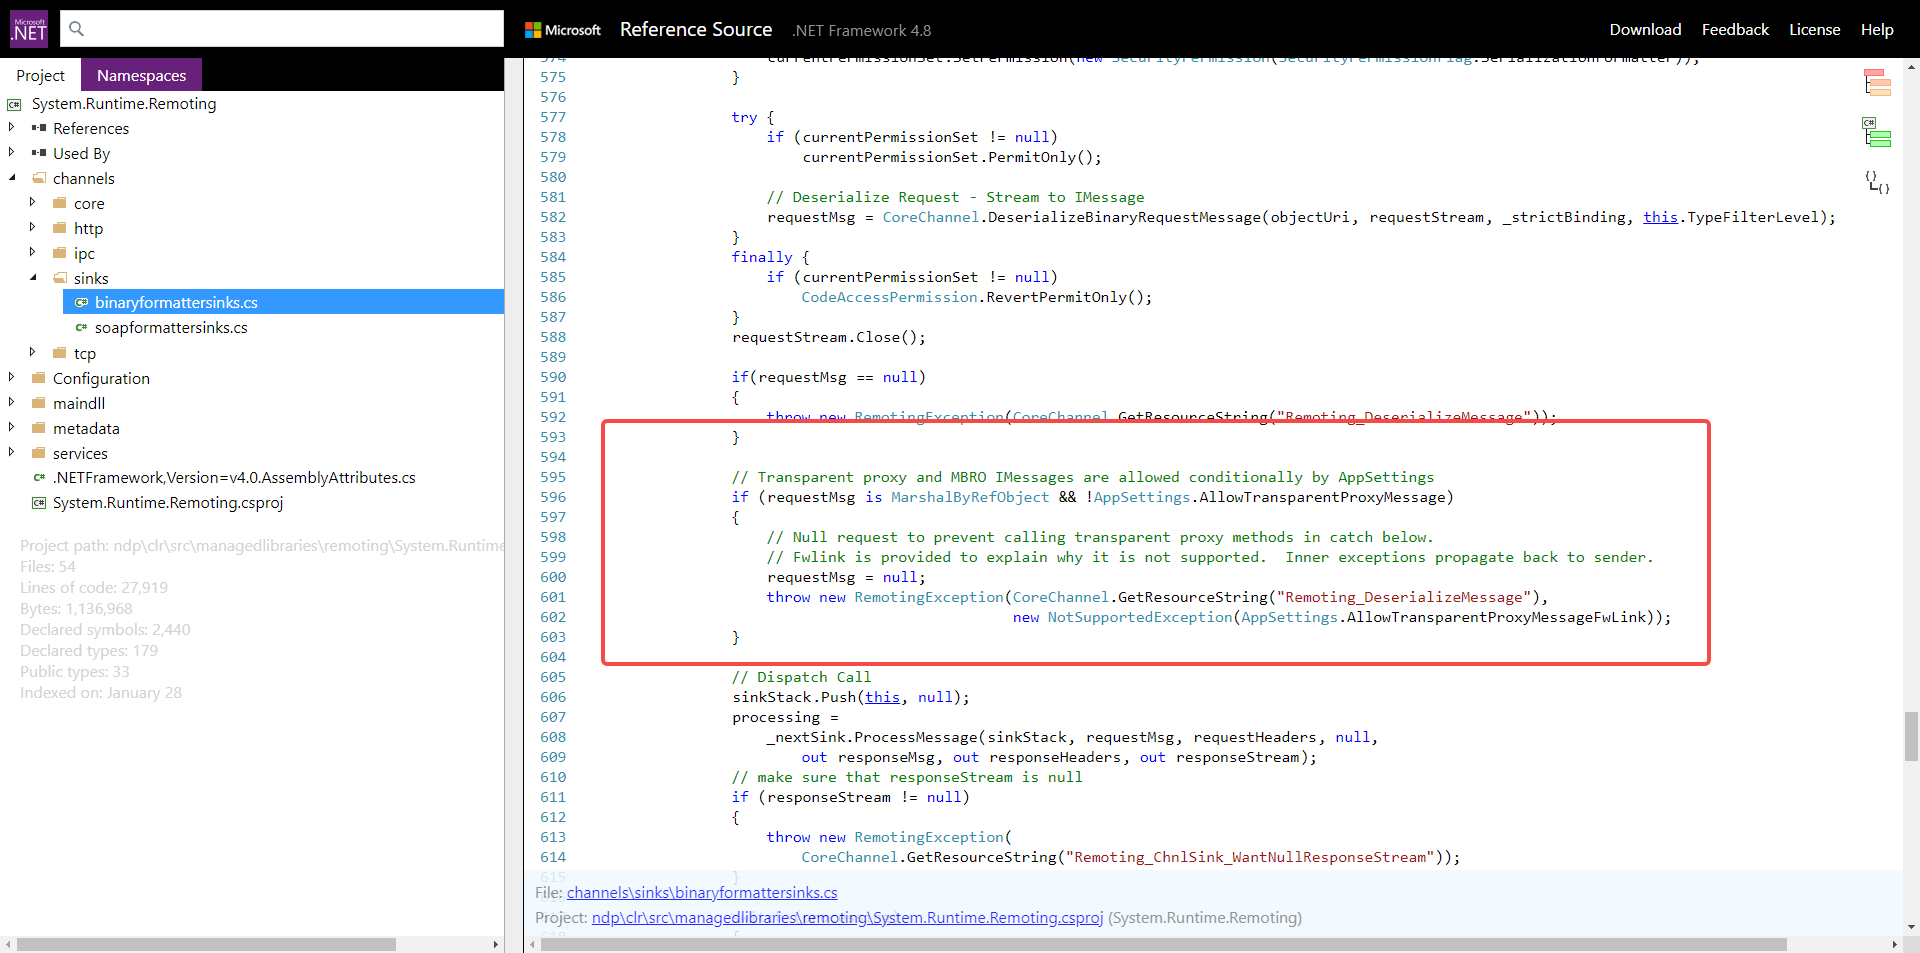 Microsoft
.NET
Microsoft
Reference Source
.NET Framework 4.8
Download
Feedback
License
Help
Project
Namespaces
System.Runtime.Remoting
References
Used By
channels
core
http
ipc
sinks
binaryformattersinks.cs
soapformattersinks.cs
tcp
Configuration
maindll
metadata
services
.NETFramework,Version=v4.0.AssemblyAttributes.cs
System.Runtime.Remoting.csproj
Project path: ndp\clr\src\managedlibraries\remoting\System.Runtime
Files: 54
Lines of code: 27,919
Bytes: 1,136,968
Declared symbols: 2,440
Declared types: 179
Public types: 33
Indexed on: January 28
574 currentPermissionSet.SetPermission(new SecurityPermission(SecurityPermissionFlag.SerializationFormatter));
575 }
576
577 try {
578 if (currentPermissionSet != null)
579 currentPermissionSet.PermitOnly();
580
581 // Deserialize Request - Stream to IMessage
582 requestMsg = CoreChannel.DeserializeBinaryRequestMessage(objectUri, requestStream, _strictBinding, this.TypeFilterLevel);
583 }
584 finally {
585 if (currentPermissionSet != null)
586 CodeAccessPermission.RevertPermitOnly();
587 }
588 requestStream.Close();
589
590 if(requestMsg == null)
591 {
592 throw new RemotingException(CoreChannel.GetResourceString("Remoting_DeserializeMessage"));
593 }
594
595 // Transparent proxy and MBRO IMessages are allowed conditionally by AppSettings
596 if (requestMsg is MarshalByRefObject && !AppSettings.AllowTransparentProxyMessage)
597 {
598 // Null request to prevent calling transparent proxy methods in catch below.
599 // Fwlink is provided to explain why it is not supported.  Inner exceptions propagate back to sender.
600 requestMsg = null;
601 throw new RemotingException(CoreChannel.GetResourceString("Remoting_DeserializeMessage"),
602 new NotSupportedException(AppSettings.AllowTransparentProxyMessageFwLink));
603 }
604
605 // Dispatch Call
606 sinkStack.Push(this, null);
607 processing =
608 _nextSink.ProcessMessage(sinkStack, requestMsg, requestHeaders, null,
609 out responseMsg, out responseHeaders, out responseStream);
610 // make sure that responseStream is null
611 if (responseStream != null)
612 {
613 throw new RemotingException(
614 CoreChannel.GetResourceString("Remoting_ChnlSink_WantNullResponseStream"));
615 }
File: channels\sinks\binaryformattersinks.cs
Project: ndp\clr\src\managedlibraries\remoting\System.Runtime.Remoting.csproj (System.Runtime.Remoting)